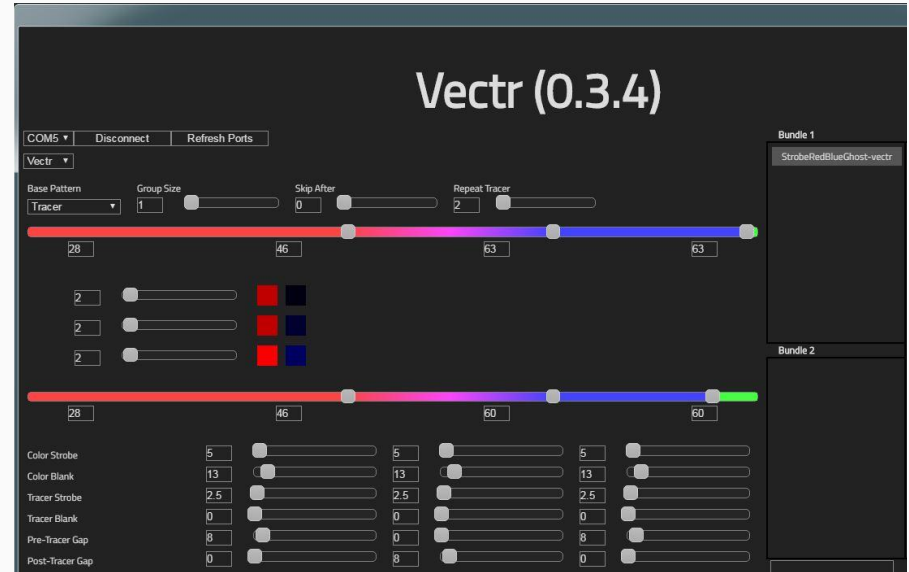 Vectr (0.3.4)
COM5 Disconnect Refresh Ports
Vectr
Bundle 1
StrobeRedBlueGhost-vectr
Base Pattern Group Size Skip After Repeat Tracer
Tracer 1 0 2
28 46 63 63
2
2
2
Bundle 2
28 46 60 60
Color Strobe 5 5 5
Color Blank 13 13 13
Tracer Strobe 2.5 2.5 2.5
Tracer Blank 0 0 0
Pre-Tracer Gap 8 0 8
Post-Tracer Gap 0 8 0